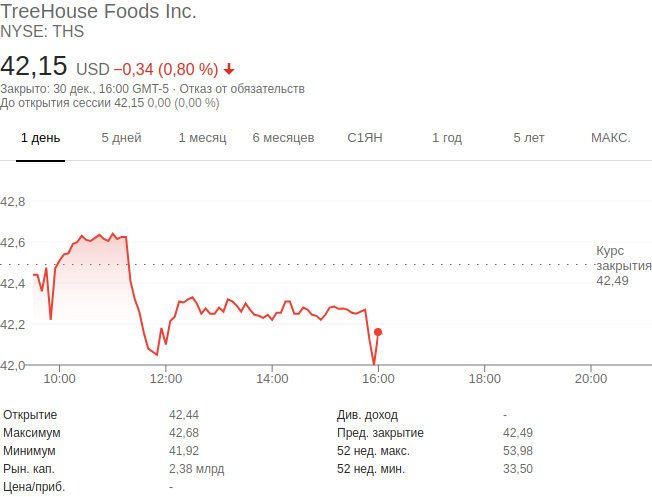 TreeHouse Foods Inc.
NYSE: THS
42,15 USD −0,34 (0,80 %)
Закрыто: 30 дек., 16:00 GMT-5 · Отказ от обязательств
До открытия сессии 42,15 0,00 (0,00 %)
1 день 5 дней 1 месяц 6 месяцев С1ЯН 1 год 5 лет МАКС.
42,8
42,6
Курс
закрытия
42,49
42,4
42,2
42,0
10:00 12:00 14:00 16:00 18:00 20:00
Открытие 42,44 Див. доход -
Максимум 42,68 Пред. закрытие 42,49
Минимум 41,92 52 нед. макс. 53,98
Рын. кап. 2,38 млрд 52 нед. мин. 33,50
Цена/приб. -